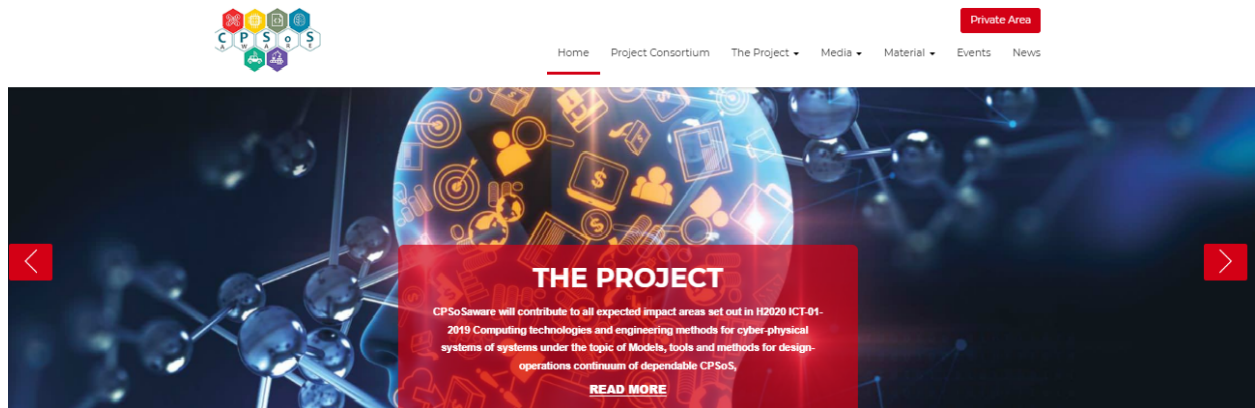 Private Area
C P S o S
A W A R E
Home Project Consortium The Project Media Material Events News
THE PROJECT
CPSoSaware will contribute to all expected impact areas set out in H2020 ICT-01-
2019 Computing technologies and engineering methods for cyber-physical
systems of systems under the topic of Models, tools and methods for design-
operations continuum of dependable CPSoS,
READ MORE